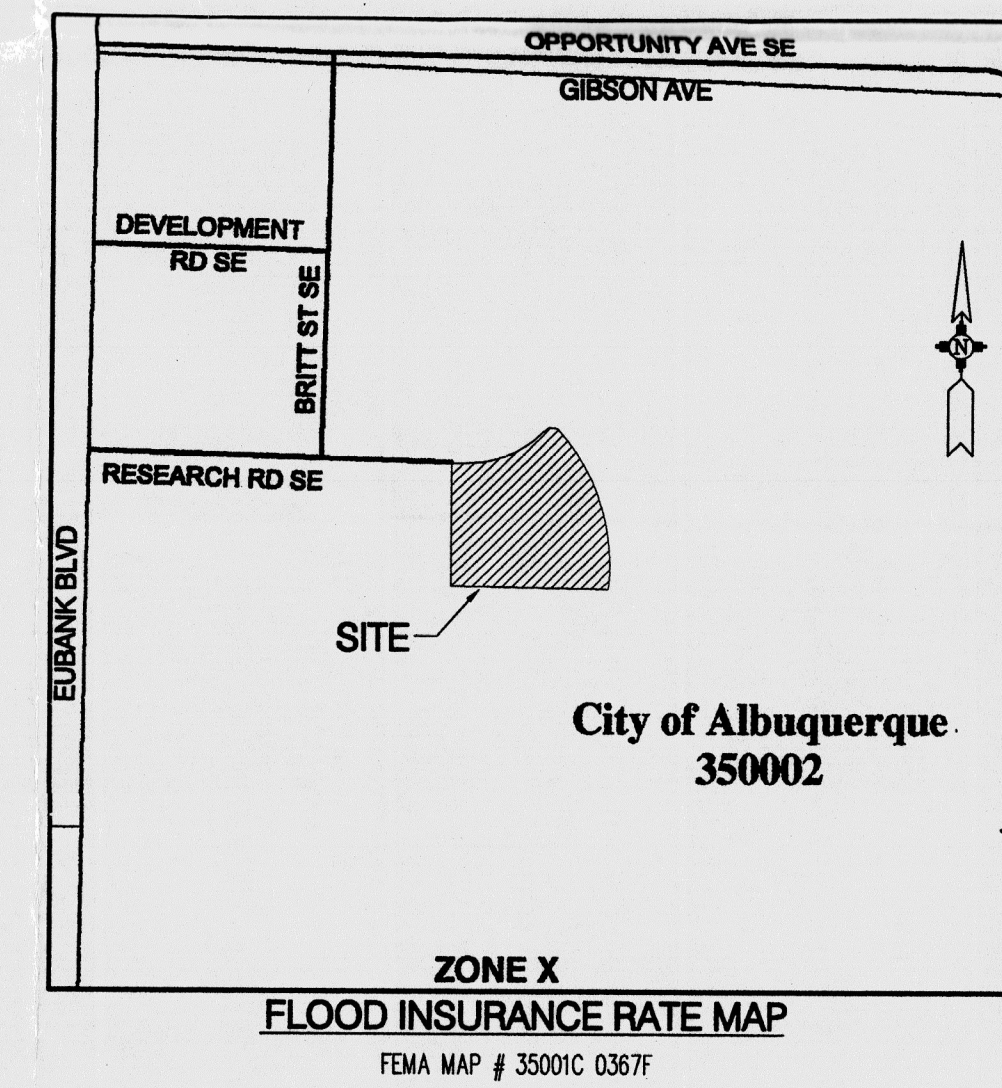 OPPORTUNITY AVE SE
GIBSON AVE
DEVELOPMENT
RD SE
BRITT ST SE
N
RESEARCH RD SE
EUBANK BLVD
SITE
City of Albuquerque
350002
ZONE X
FLOOD INSURANCE RATE MAP
FEMA MAP # 35001C 0367F